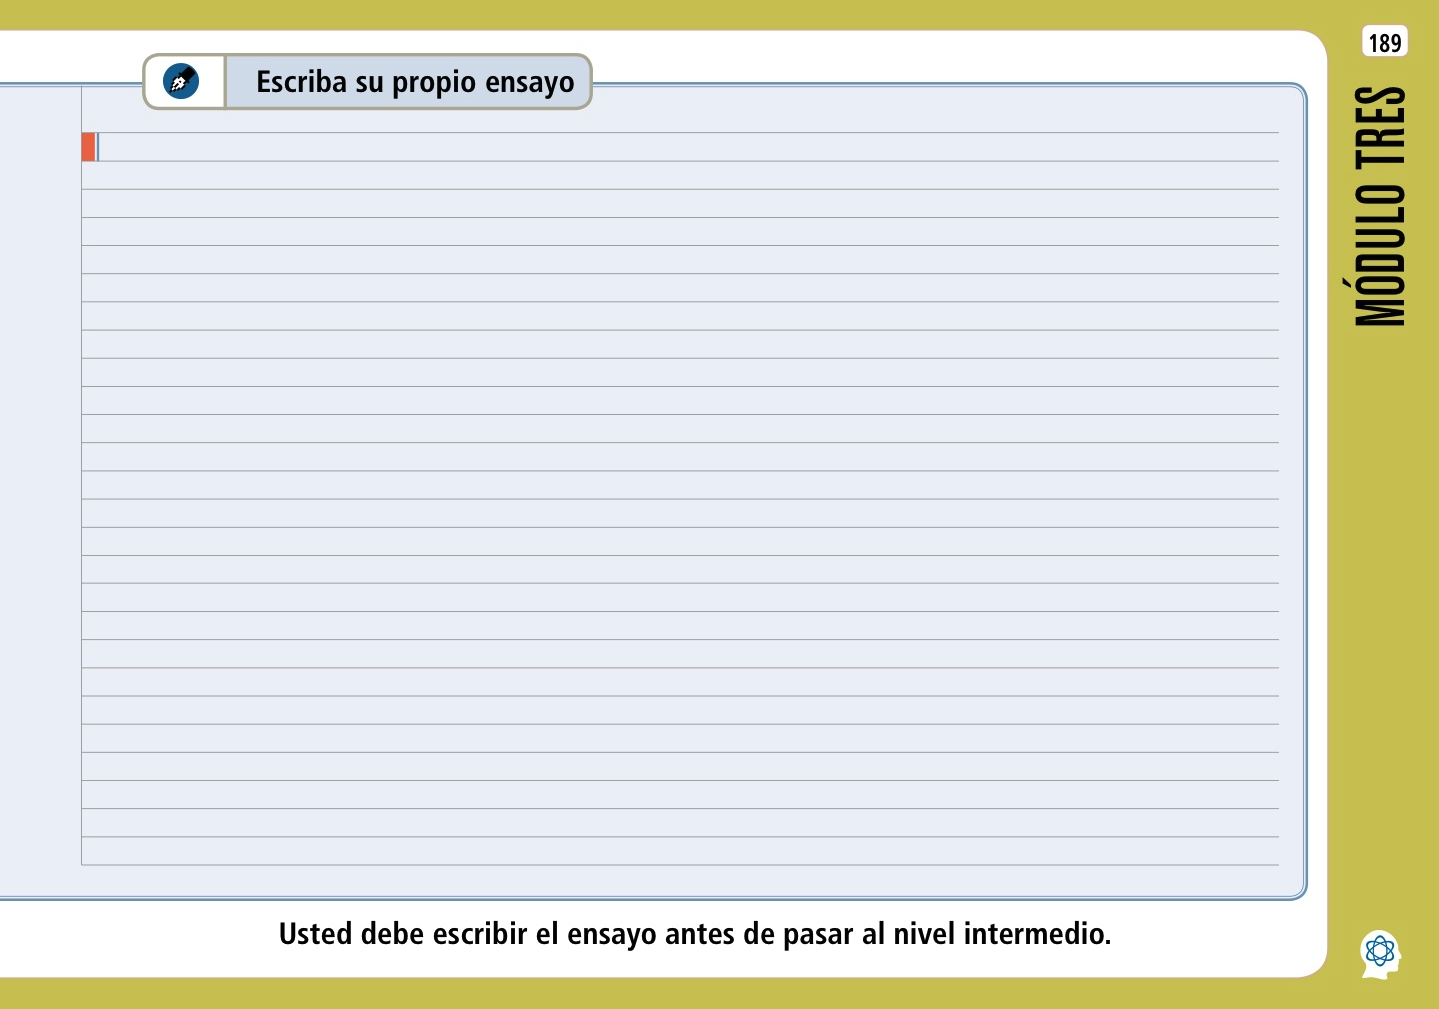 189
Escriba su propio ensayo
MÓDULO TRES
Usted debe escribir el ensayo antes de pasar al nivel intermedio.